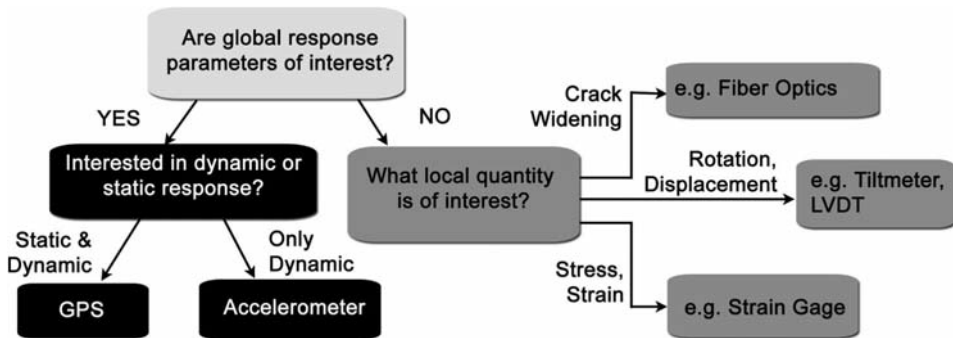 Are global response
parameters of interest?
YES
NO
Interested in dynamic or
static response?
Static &
Dynamic
Only
Dynamic
GPS
Accelerometer
What local quantity
is of interest?
Crack
Widening
e.g. Fiber Optics
Rotation,
Displacement
e.g. Tiltmeter,
LVDT
Stress,
Strain
e.g. Strain Gage